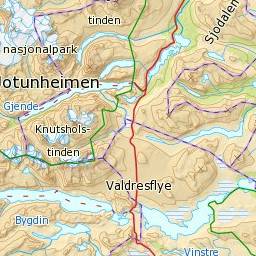 tinden
nasjonalpark
Sjodalen
Jotunheimen
Gjende
Knutshols-
tinden
Valdresflye
Bygdin
Vinstre